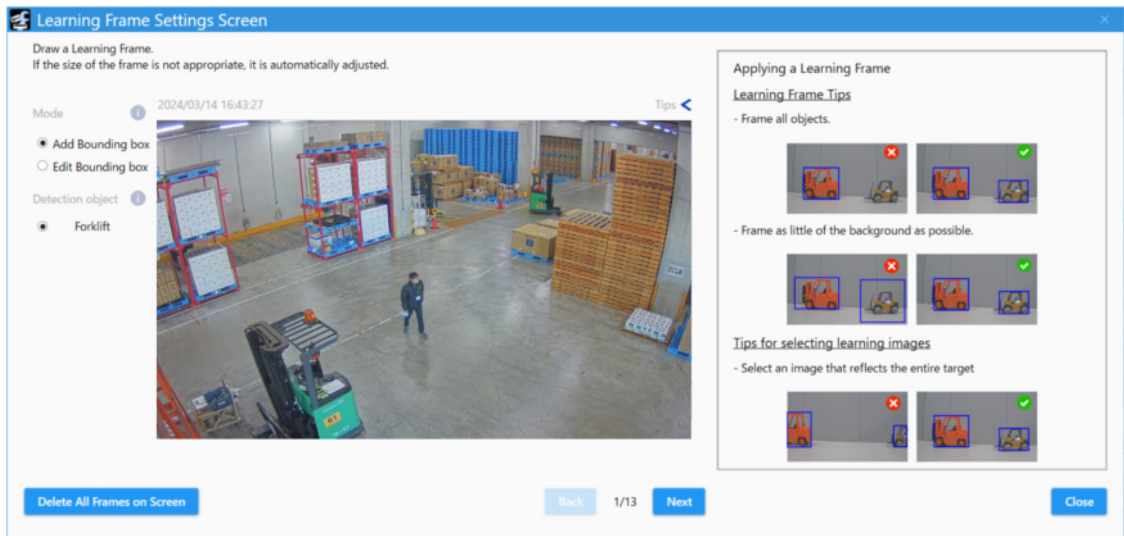 Learning Frame Settings Screen
Draw a Learning Frame.
If the size of the frame is not appropriate, it is automatically adjusted.
Mode
Add Bounding box
Edit Bounding box
Detection object
Forklift
2024/03/14 16:43:27
Tips
Applying a Learning Frame
Learning Frame Tips
- Frame all objects.
- Frame as little of the background as possible.
Tips for selecting learning images
- Select an image that reflects the entire target
Delete All Frames on Screen
Back
1/13
Next
Close